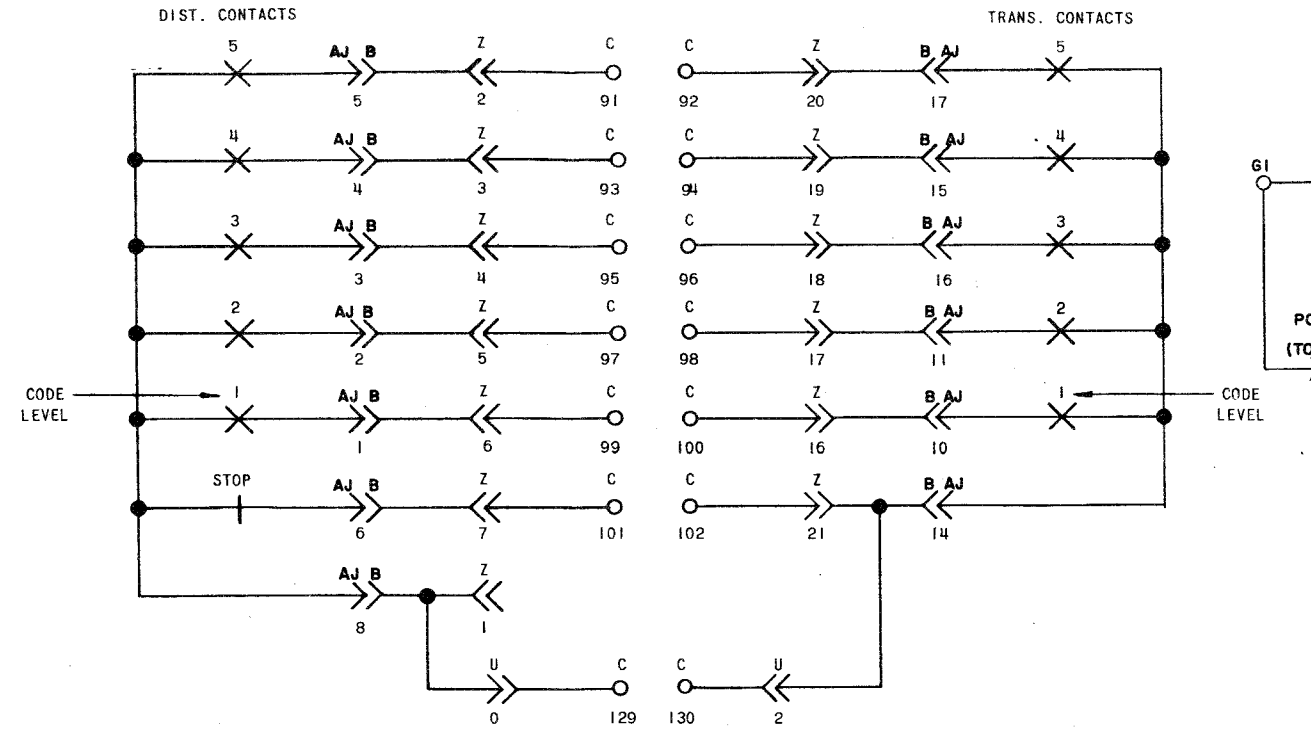 DIST. CONTACTS
TRANS. CONTACTS
5 AJ B Z C C Z B AJ 5
5 2 91 92 20 17
4 AJ B Z C C Z B AJ 4
4 3 93 94 19 15
G1
3 AJ B Z C C Z B AJ 3
3 4 95 96 18 16
2 AJ B Z C C Z B AJ 2
2 5 97 98 17 11
PO
(TO
CODE LEVEL
1 AJ B Z C C Z B AJ 1
CODE LEVEL
1 6 99 100 16 10
STOP AJ B Z C C Z B AJ
6 7 101 102 21 14
AJ B Z
8 1
U C C U
0 129 130 2